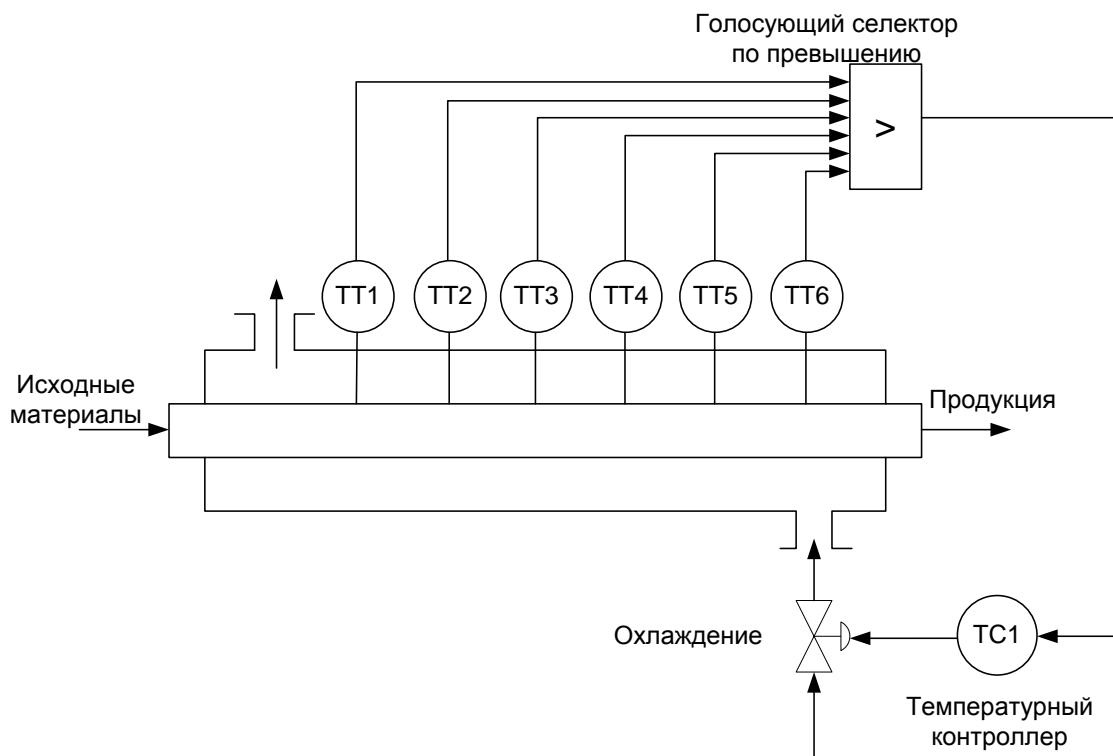 Голосующий селектор
по превышению
>
TT1
TT2
TT3
TT4
TT5
TT6
Исходные
материалы
Продукция
Охлаждение
TC1
Температурный
контроллер